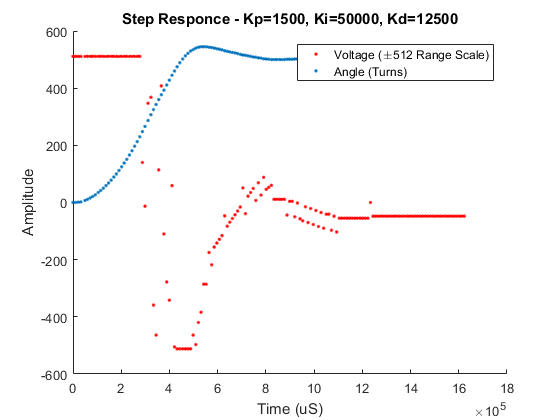 Step Responce - Kp=1500, Ki=50000, Kd=12500
Voltage (±512 Range Scale)
Angle (Turns)
Amplitude
600
400
200
0
-200
-400
-600
0 2 4 6 8 10 12 14 16 18
Time (uS)
×10^5